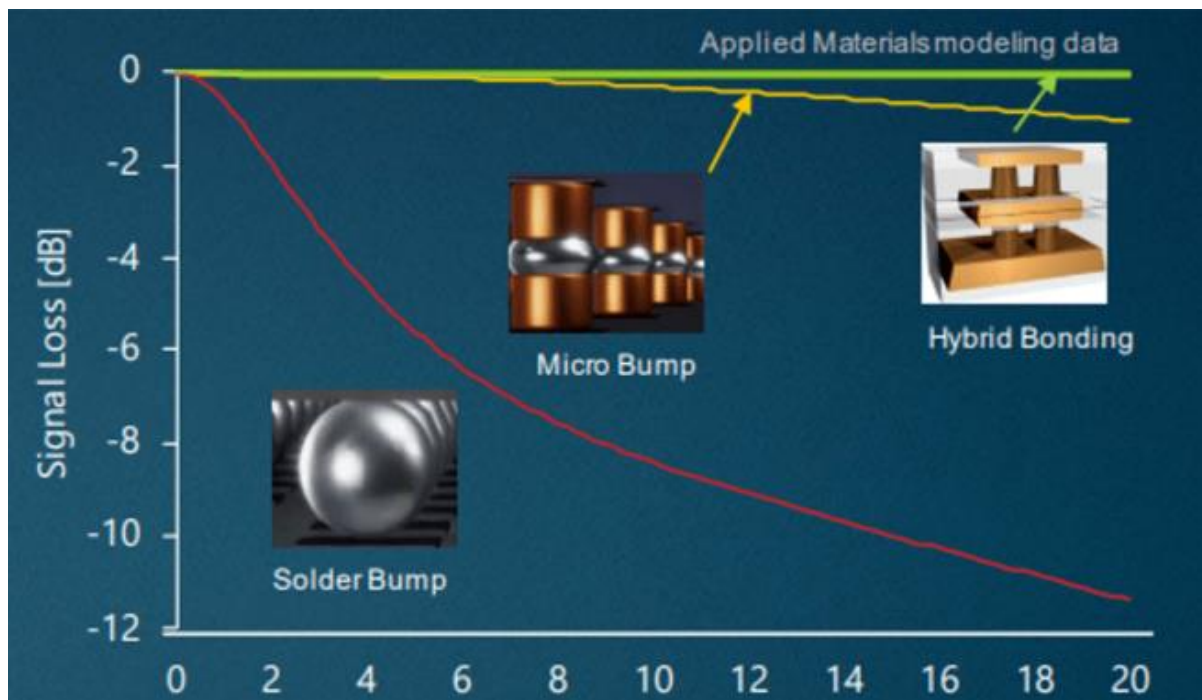 Applied Materials modeling data
0
-2
-4
-6
-8
-10
-12
Signal Loss [dB]
Micro Bump
Hybrid Bonding
Solder Bump
0 2 4 6 8 10 12 14 16 18 20